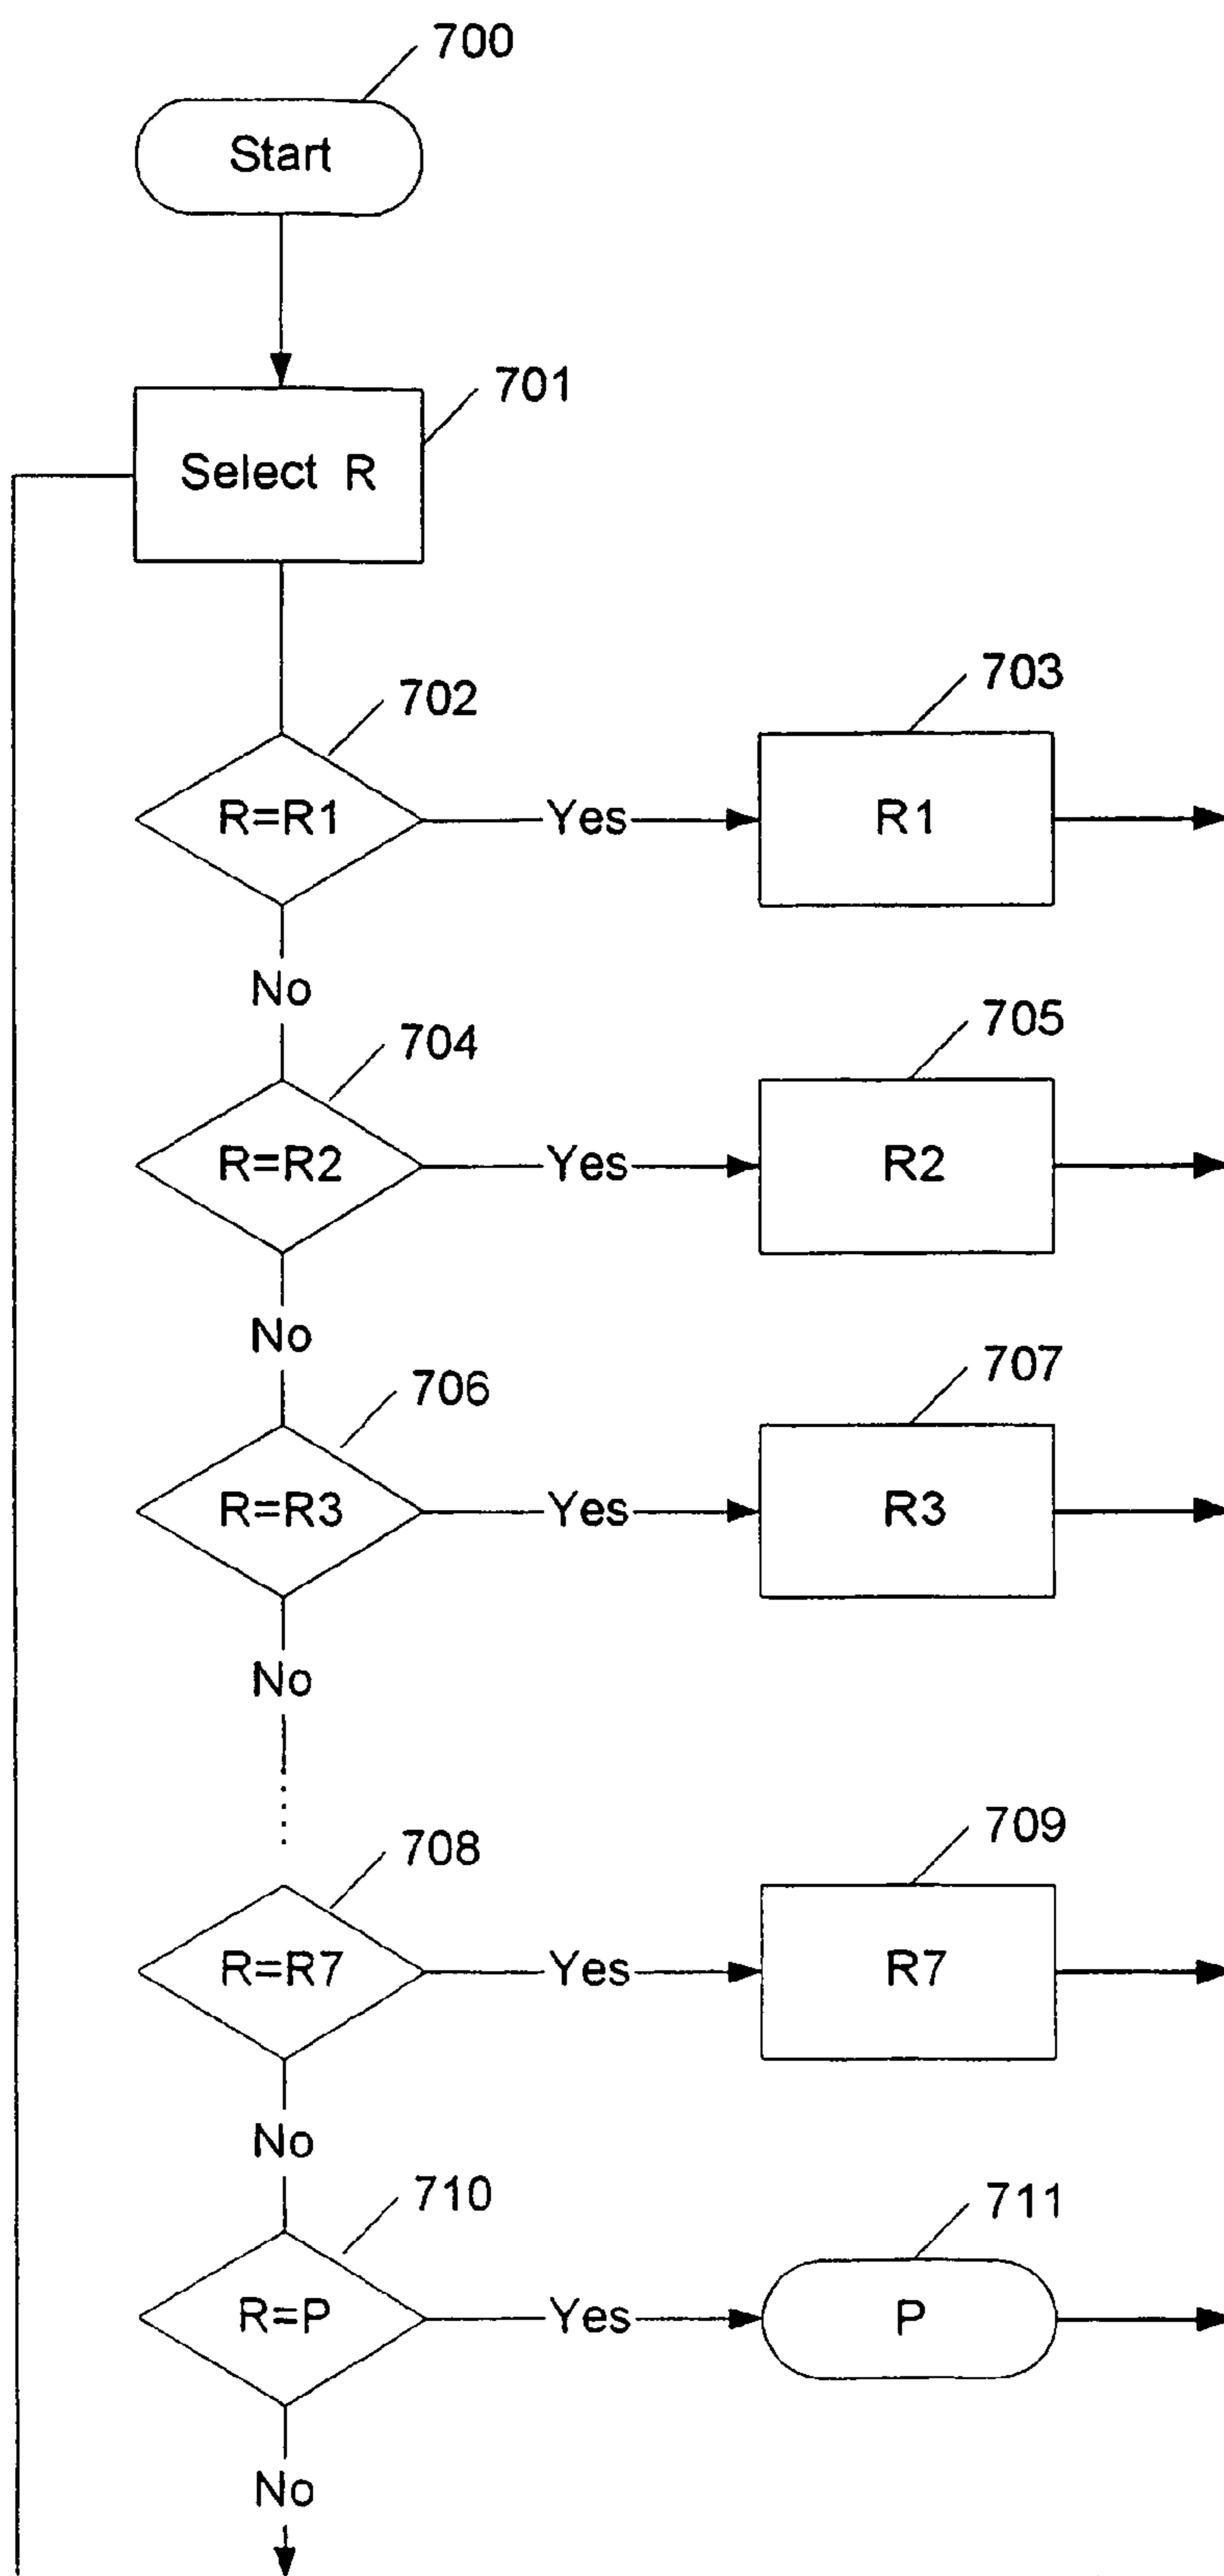 700
Start
701
Select R
702
703
R=R1
Yes
R1
No
704
705
R=R2
Yes
R2
No
706
707
R=R3
Yes
R3
No
708
709
R=R7
Yes
R7
No
710
711
R=P
Yes
P
No